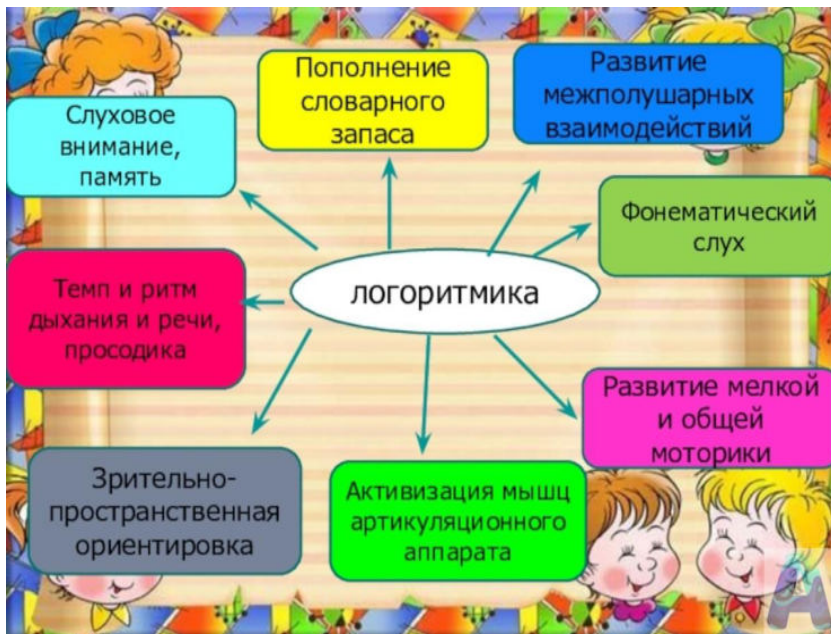 Пополнение
словарного
запаса
Развитие
межполушарных
взаимодействий
Слуховое
внимание,
память
Фонематический
слух
логоритмика
Темп и ритм
дыхания и речи,
просодика
Развитие мелкой
и общей
моторики
Зрительно-
пространственная
ориентировка
Активизация мышц
артикуляционного
аппарата
А